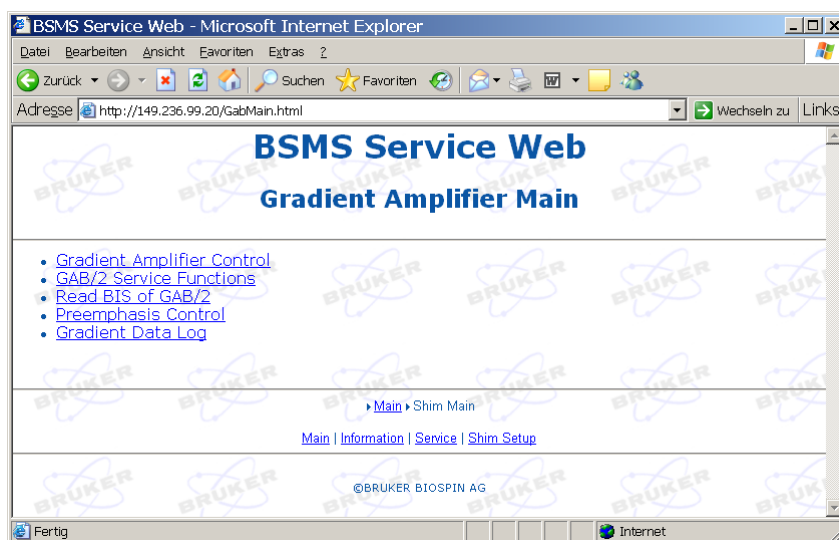 BSMS Service Web - Microsoft Internet Explorer
Datei Bearbeiten Ansicht Favoriten Extras ?
Zurück Suchen Favoriten
Adresse http://149.236.99.20/GabMain.html Wechseln zu Links
BSMS Service Web
Gradient Amplifier Main
Gradient Amplifier Control
GAB/2 Service Functions
Read BIS of GAB/2
Preemphasis Control
Gradient Data Log
Main Shim Main
Main | Information | Service | Shim Setup
©BRUKER BIOSPIN AG
Fertig Internet